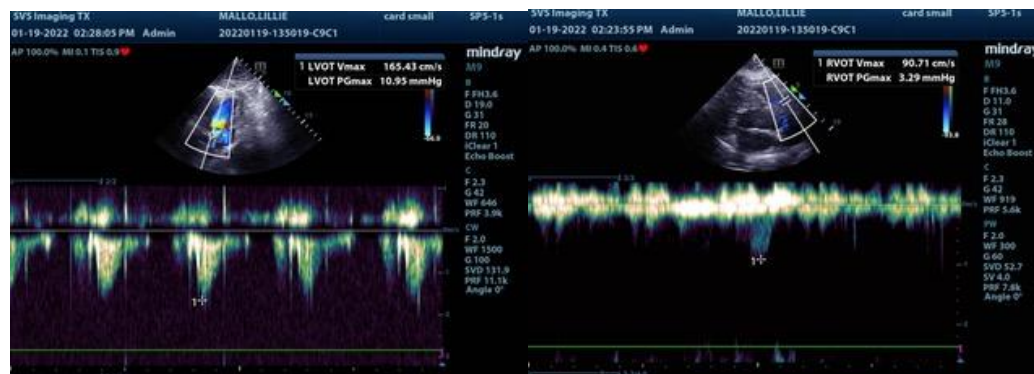 SVS Imaging TX MALLO,LILLIE card small SP5-1s
01-19-2022 02:28:05 PM Admin 20220119-135019-C9C1
AP 100.0% MI 0.1 TIS 0.9
mindray
M9
1 LVOT Vmax 165.43 cm/s
LVOT PGmax 10.95 mmHg
B
F FH3.6
D 19.0
G 31
FR 20
DR 110
iClear 1
Echo Boost
C
F 2.3
G 42
WF 646
PRF 3.9k
CW
F 2.0
WF 1500
G 100
SVD 131.9
PRF 11.1k
Angle 0°
1
SVS Imaging TX MALLO,LILLIE card small SP5-1s
01-19-2022 02:23:55 PM Admin 20220119-135019-C9C1
AP 100.0% MI 0.4 TIS 0.4
mindray
M9
1 RVOT Vmax 90.71 cm/s
RVOT PGmax 3.29 mmHg
B
F FH3.6
D 11.0
G 31
FR 28
DR 110
iClear 1
Echo Boost
C
F 2.3
G 42
WF 919
PRF 5.6k
PW
F 2.0
WF 300
G 60
SVD 52.7
SV 4.0
PRF 7.8k
Angle 0°
1